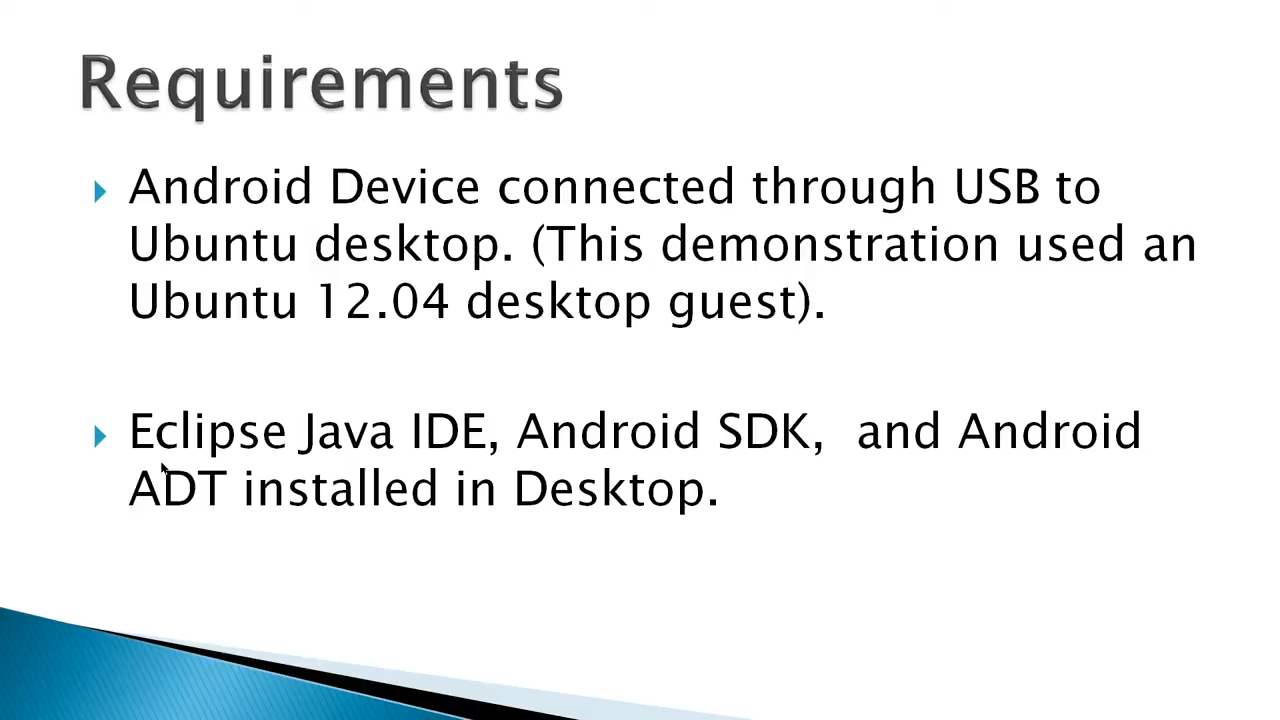 Requirements
Android Device connected through USB to
Ubuntu desktop. (This demonstration used an
Ubuntu 12.04 desktop guest).
Eclipse Java IDE, Android SDK,  and Android
ADT installed in Desktop.